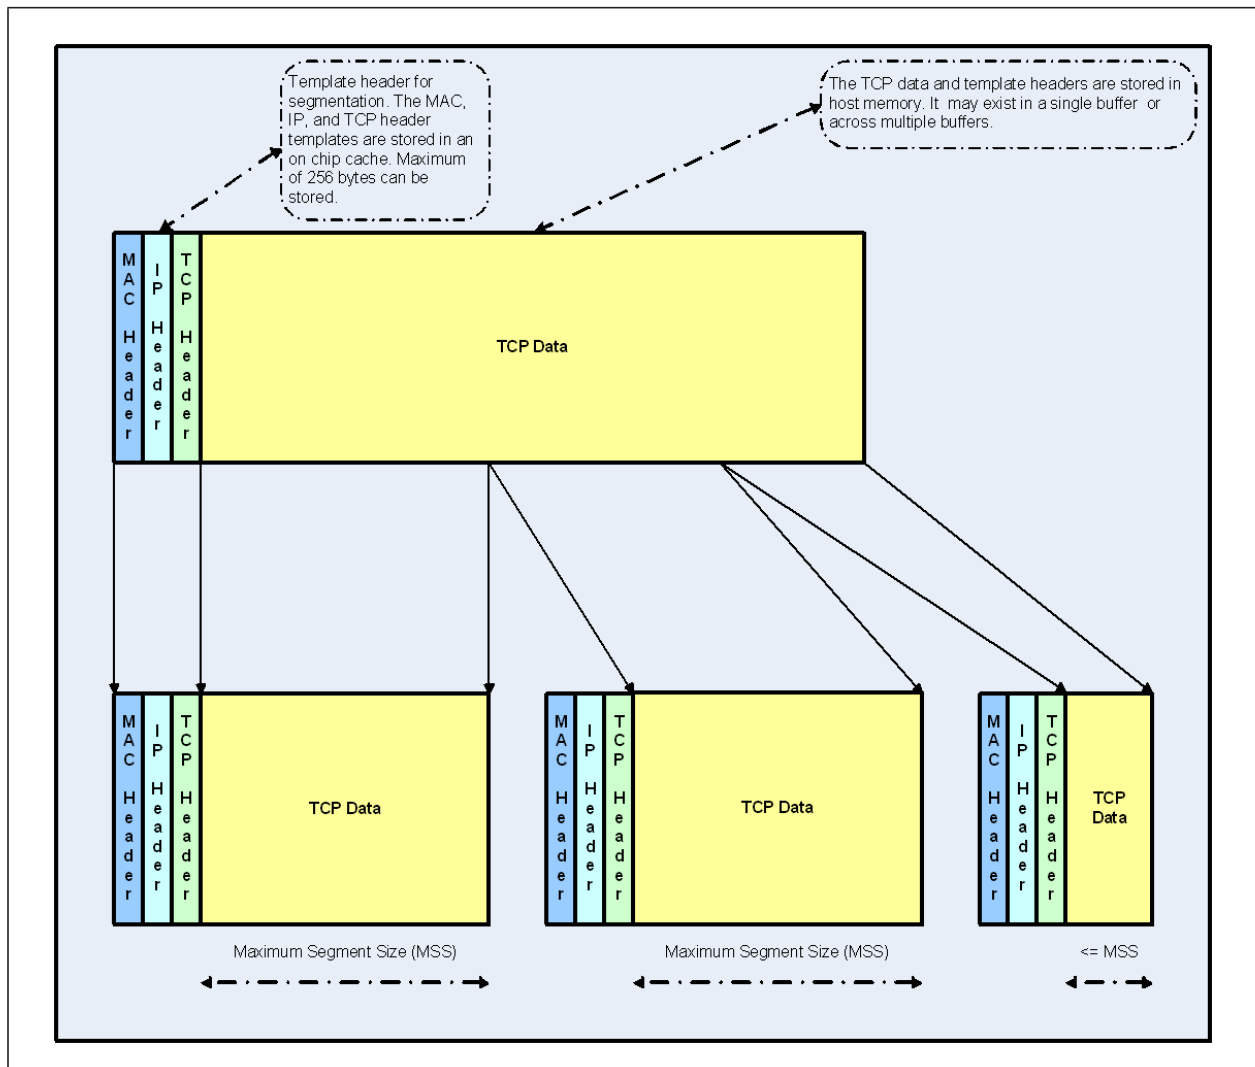 Template header for
segmentation. The MAC,
IP, and TCP header
templates are stored in an
on chip cache. Maximum
of 256 bytes can be
stored.
The TCP data and template headers are stored in
host memory. It may exist in a single buffer or
across multiple buffers.
MAC Header
IP Header
TCP Header
TCP Data
MAC Header
IP Header
TCP Header
TCP Data
MAC Header
IP Header
TCP Header
TCP Data
MAC Header
IP Header
TCP Header
TCP
Data
Maximum Segment Size (MSS)
Maximum Segment Size (MSS)
<= MSS